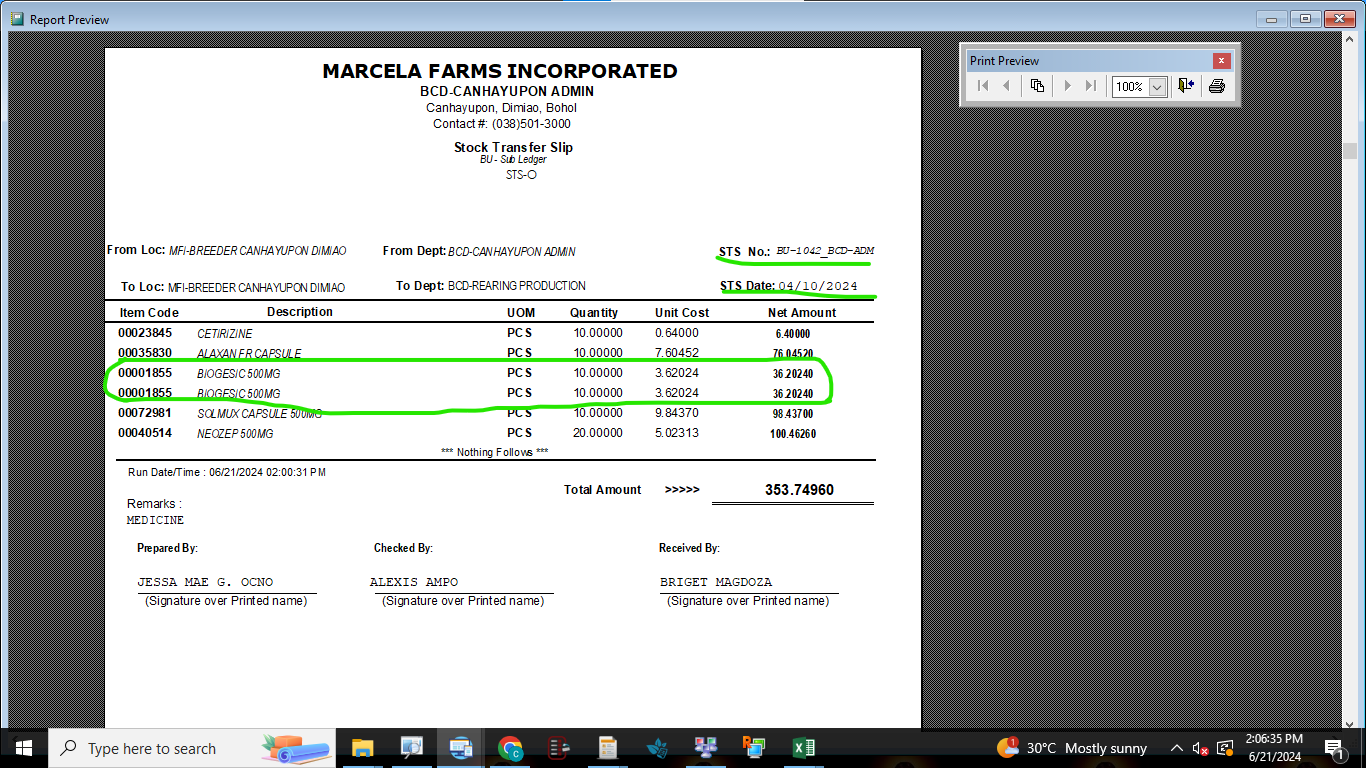 Report Preview
Print Preview
100%
MARCELA FARMS INCORPORATED
BCD-CANHAYUPON ADMIN
Canhayupon, Dimiao, Bohol
Contact #: (038)501-3000
Stock Transfer Slip
BU - Sub Ledger
STS-O
From Loc: MFI-BREEDER CANHAYUPON DIMIAO From Dept: BCD-CANHAYUPON ADMIN STS No.: BU-1042_BCD-ADM
To Loc: MFI-BREEDER CANHAYUPON DIMIAO To Dept: BCD-REARING PRODUCTION STS Date: 04/10/2024
Item Code Description UOM Quantity Unit Cost Net Amount
00023845 CETIRIZINE PCS 10.00000 0.64000 6.40000
00035830 ALAXAN FR CAPSULE PCS 10.00000 7.60452 76.04520
00001855 BIOGESIC 500MG PCS 10.00000 3.62024 36.20240
00001855 BIOGESIC 500MG PCS 10.00000 3.62024 36.20240
00072981 SOLMUX CAPSULE 500MG PCS 10.00000 9.84370 98.43700
00040514 NEOZEP 500MG PCS 20.00000 5.02313 100.46260
*** Nothing Follows ***
Run Date/Time : 06/21/2024 02:00:31 PM
Total Amount >>>>> 353.74960
Remarks :
MEDICINE
Prepared By: Checked By: Received By:
JESSA MAE G. OCNO ALEXIS AMPO BRIGET MAGDOZA
(Signature over Printed name) (Signature over Printed name) (Signature over Printed name)
Type here to search
1
30°C Mostly sunny
2:06:35 PM
6/21/2024
1